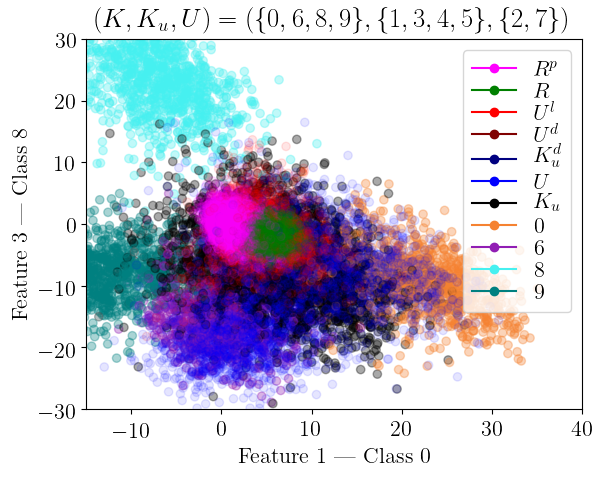 (K, K_u, U) = ({0, 6, 8, 9}, {1, 3, 4, 5}, {2, 7})
30
20
10
0
−10
−20
−30
Feature 3 — Class 8
R^p
R
U^l
U^d
K_u^d
U
K_u
0
6
8
9
−10
0
10
20
30
40
Feature 1 — Class 0